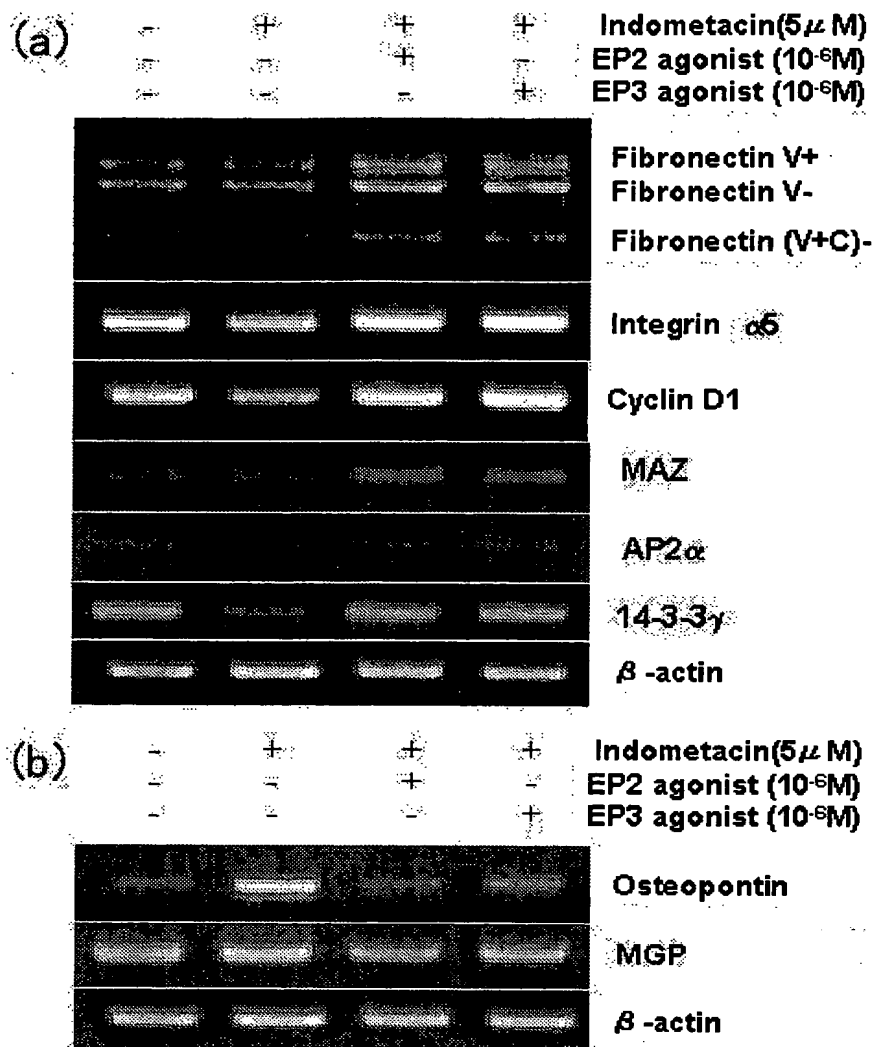 (a)
- + + + Indometacin(5μM)
- - + - EP2 agonist (10-6M)
- - - + EP3 agonist (10-6M)
Fibronectin V+
Fibronectin V-
Fibronectin (V+C)-
Integrin α5
Cyclin D1
MAZ
AP2α
14-3-3γ
β-actin
(b)
- + + + Indometacin(5μM)
- - + - EP2 agonist (10-6M)
- - - + EP3 agonist (10-6M)
Osteopontin
MGP
β-actin